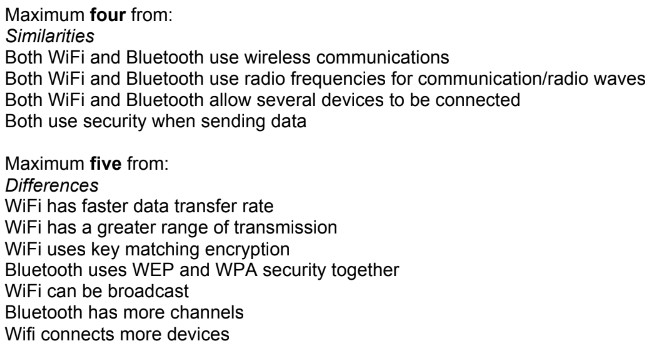 Maximum four from:
Similarities
Both WiFi and Bluetooth use wireless communications
Both WiFi and Bluetooth use radio frequencies for communication/radio waves
Both WiFi and Bluetooth allow several devices to be connected
Both use security when sending data
Maximum five from:
Differences
WiFi has faster data transfer rate
WiFi has a greater range of transmission
WiFi uses key matching encryption
Bluetooth uses WEP and WPA security together
WiFi can be broadcast
Bluetooth has more channels
Wifi connects more devices